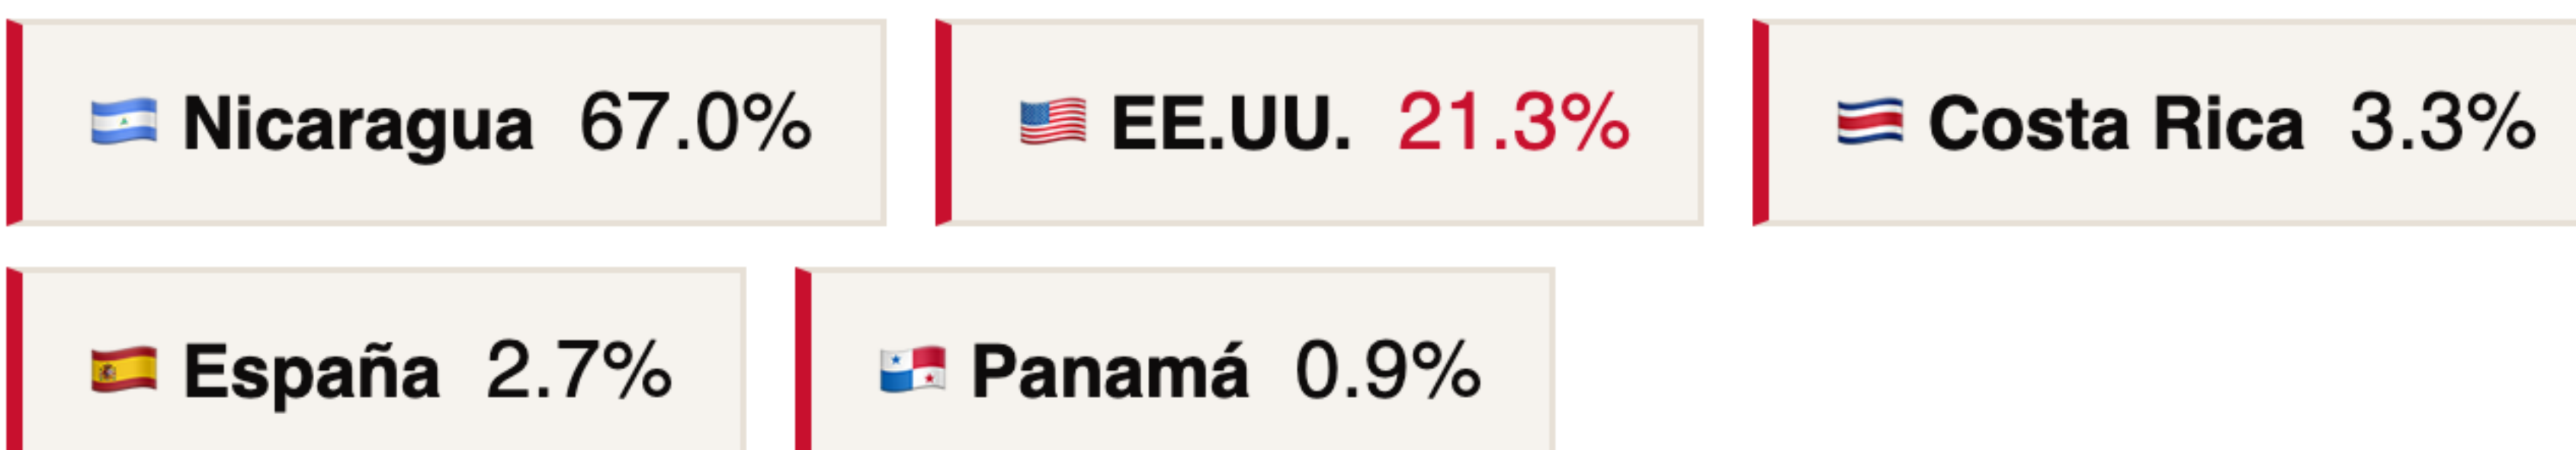 Nicaragua 67.0% EE.UU. 21.3% Costa Rica 3.3%
España 2.7% Panamá 0.9%